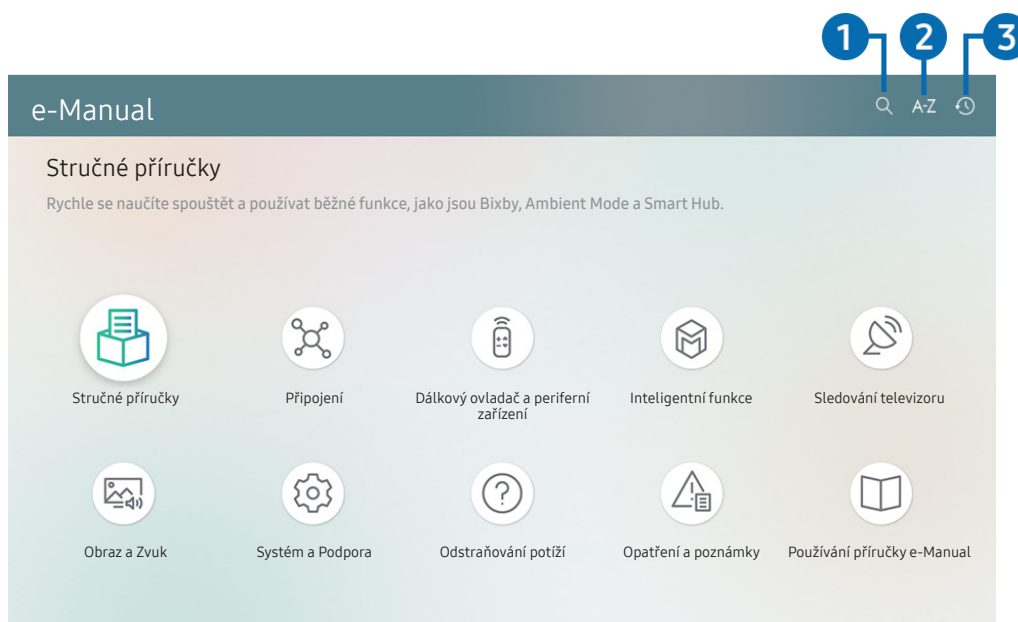 1 2 3
e-Manual
A-Z
Stručné příručky
Rychle se naučíte spouštět a používat běžné funkce, jako jsou Bixby, Ambient Mode a Smart Hub.
Stručné příručky
Připojení
Dálkový ovladač a periferní
zařízení
Inteligentní funkce
Sledování televizoru
Obraz a Zvuk
Systém a Podpora
Odstraňování potíží
Opatření a poznámky
Používání příručky e-Manual